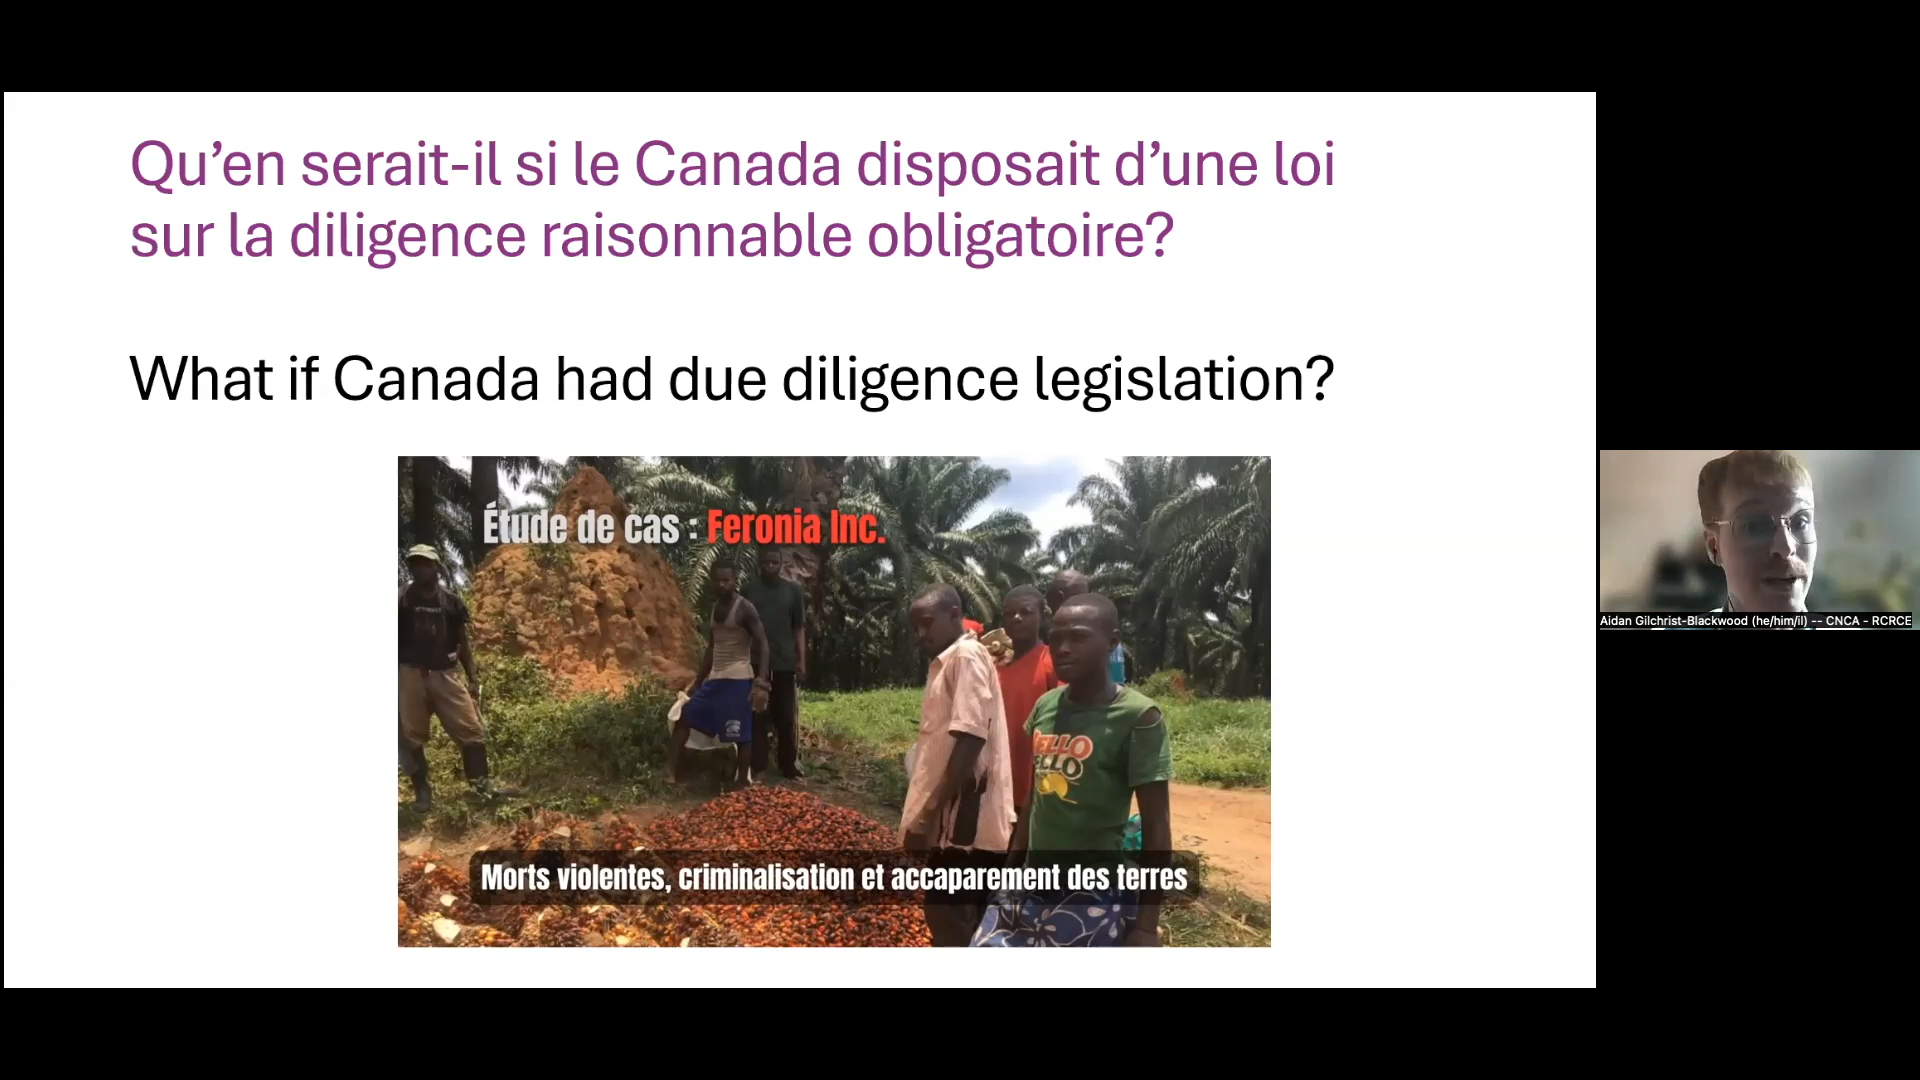 Qu’en serait-il si le Canada disposait d’une loi
sur la diligence raisonnable obligatoire?
What if Canada had due diligence legislation?
Étude de cas : Feronia Inc.
ELLO
LLO
Morts violentes, criminalisation et accaparement des terres
Aidan Gilchrist-Blackwood (he/him/il) -- CNCA - RCRCE